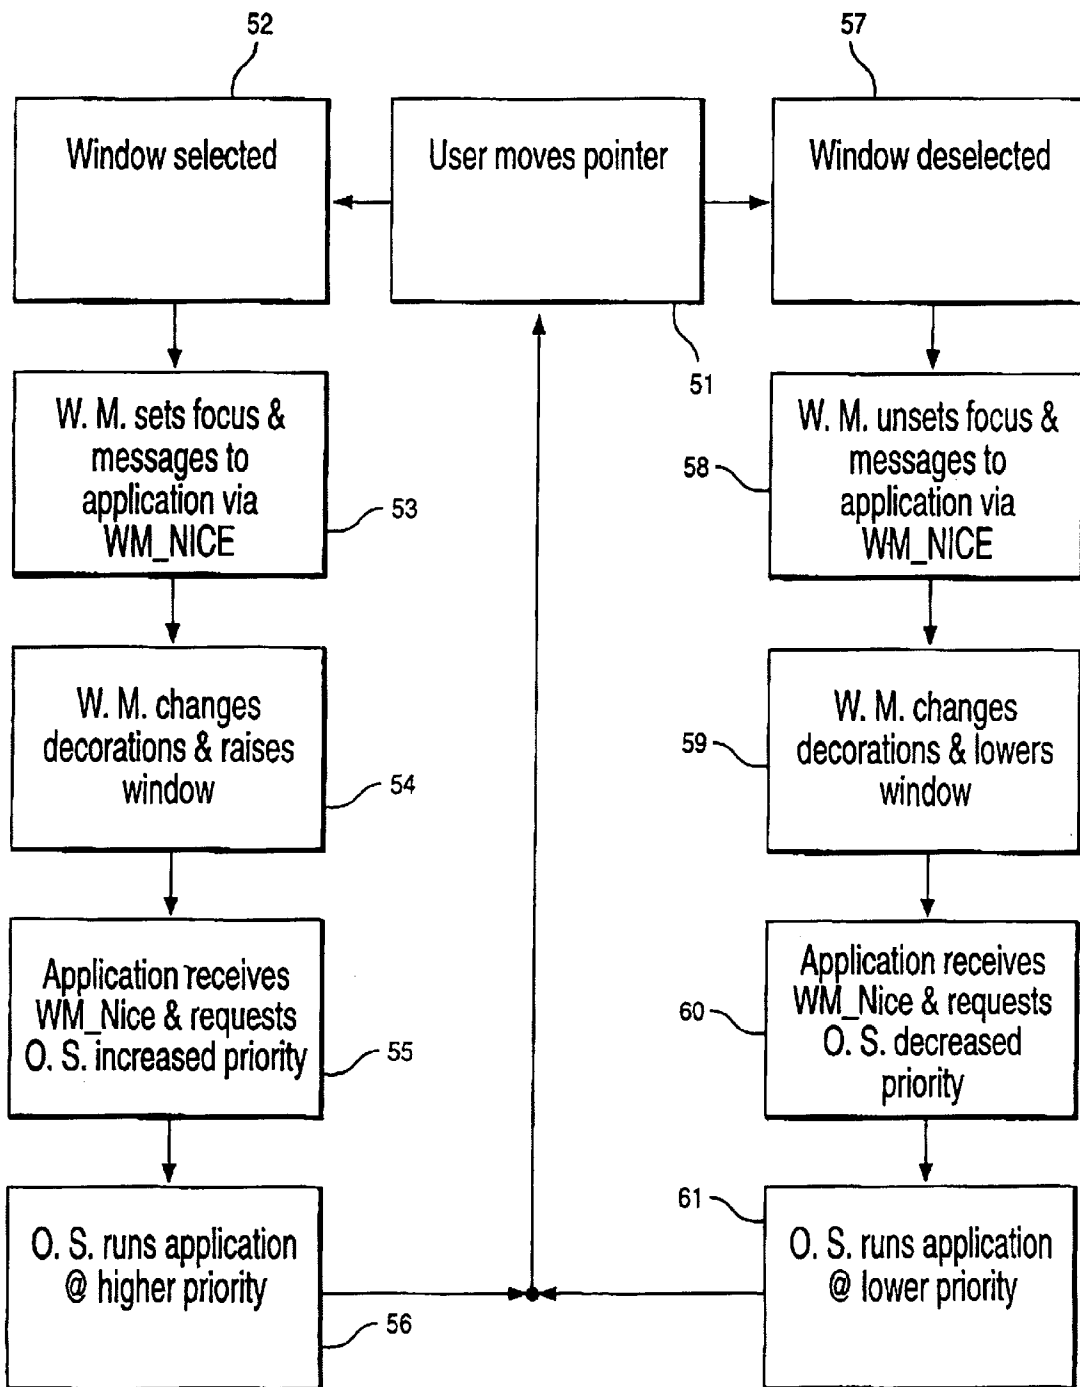 52
57
Window selected
User moves pointer
Window deselected
51
W. M. sets focus &
messages to
application via
WM_NICE
53
W. M. unsets focus &
messages to
application via
WM_NICE
58
W. M. changes
decorations & raises
window
54
W. M. changes
decorations & lowers
window
59
Application receives
WM_Nice & requests
O. S. increased priority
55
Application receives
WM_Nice & requests
O. S. decreased
priority
60
O. S. runs application
@ higher priority
56
61
O. S. runs application
@ lower priority